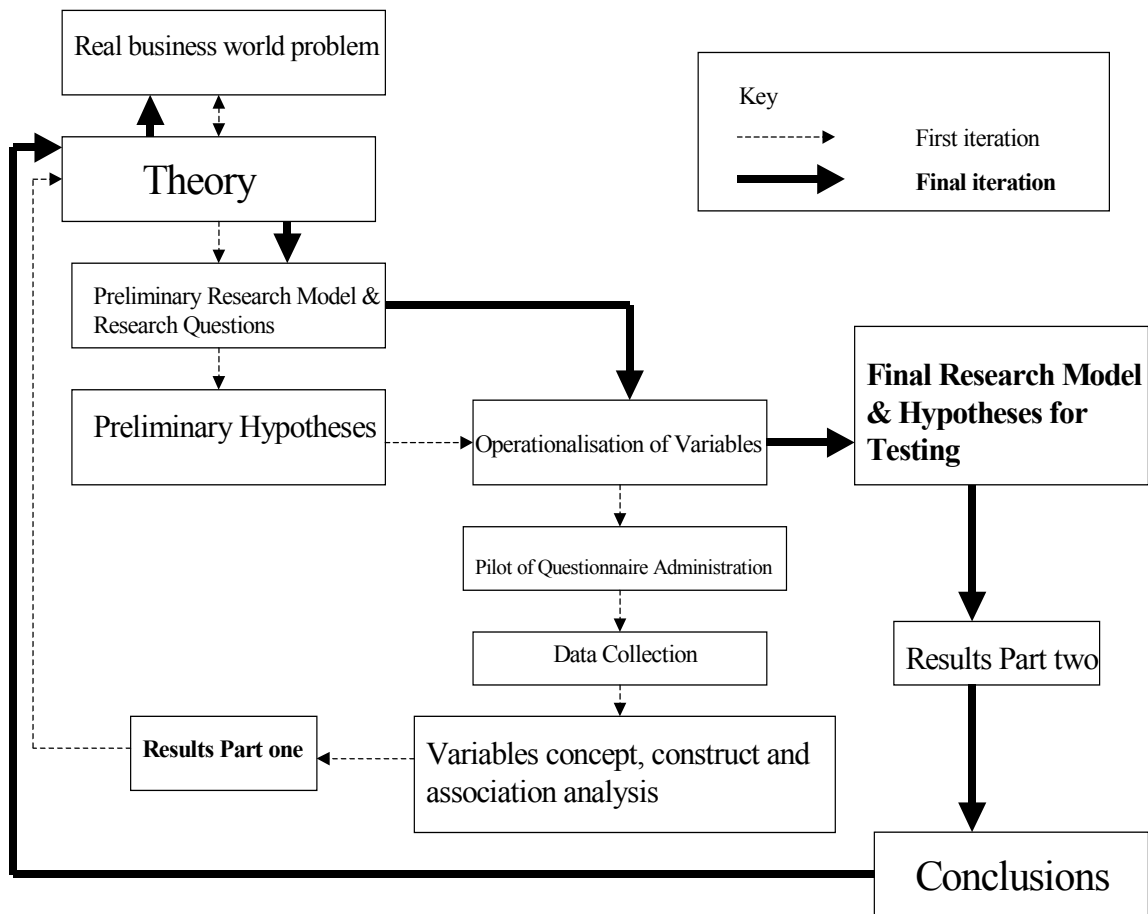 Real business world problem
Key
First iteration
Final iteration
Theory
Preliminary Research Model &
Research Questions
Preliminary Hypotheses
Operationalisation of Variables
Final Research Model
& Hypotheses for
Testing
Pilot of Questionnaire Administration
Data Collection
Results Part two
Results Part one
Variables concept, construct and
association analysis
Conclusions